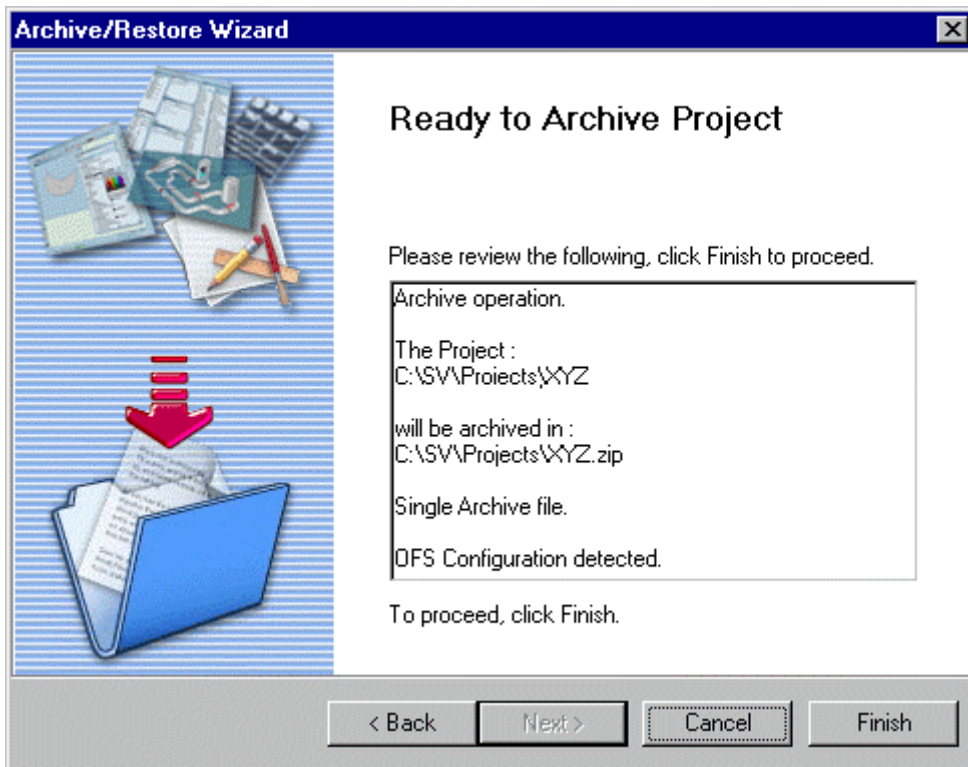 Archive/Restore Wizard
Ready to Archive Project
Please review the following, click Finish to proceed.
Archive operation.
The Project :
C:\SV\Projects\XYZ
will be archived in :
C:\SV\Projects\XYZ.zip
Single Archive file.
OFS Configuration detected.
To proceed, click Finish.
< Back
Next >
Cancel
Finish